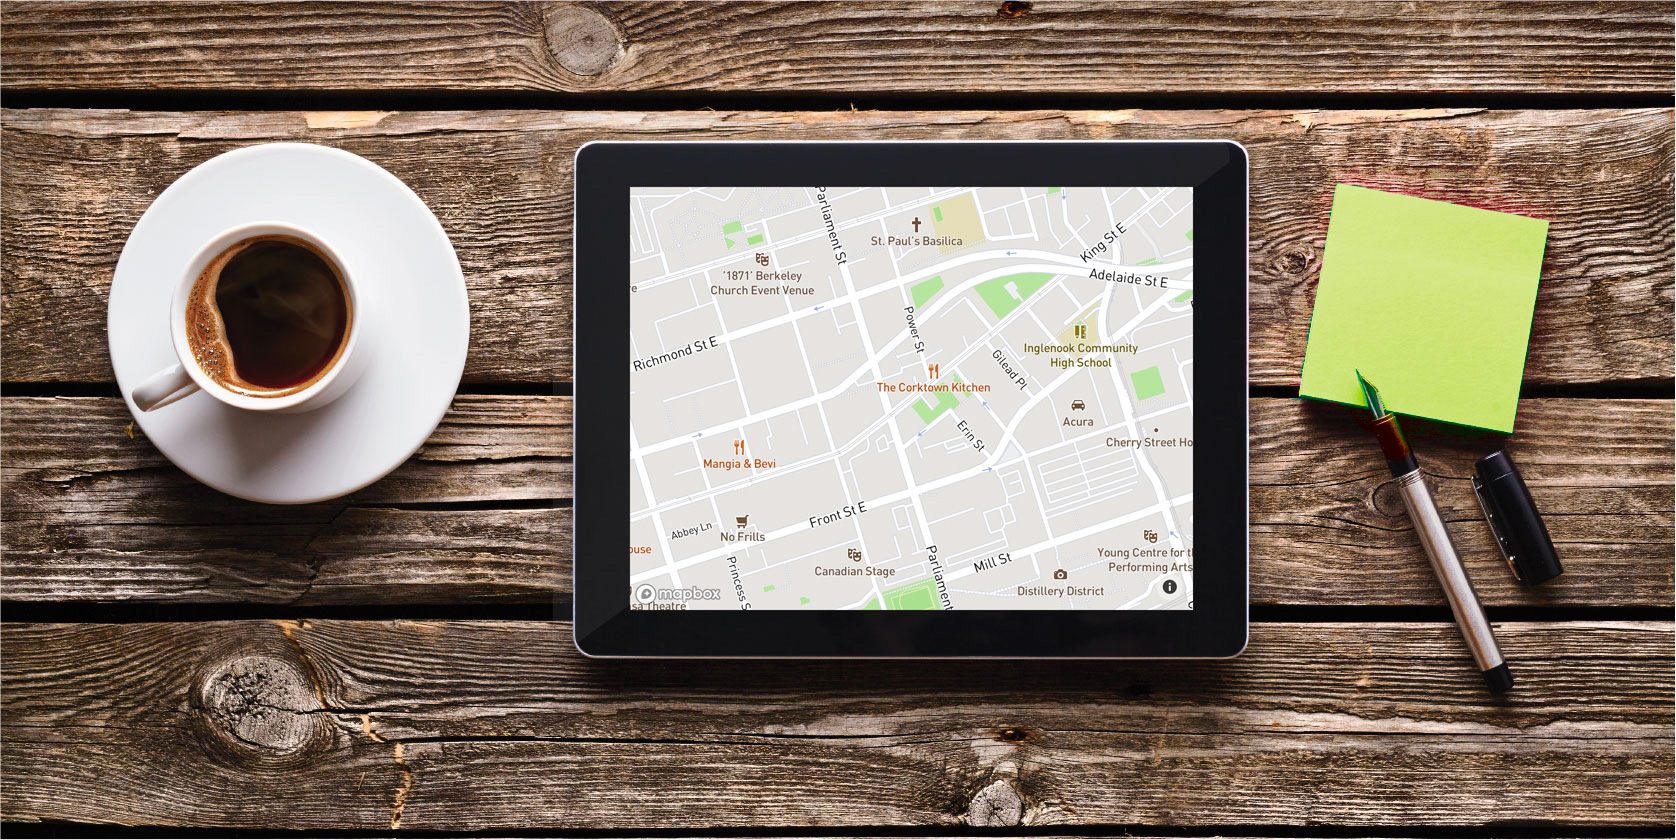 Parliament St
St. Paul's Basilica
King St E
'1871' Berkeley
Church Event Venue
Adelaide St E
Richmond St E
Power St
Inglenook Community
High School
Gilead Pl
The Corktown Kitchen
Acura
Erin St
Cherry Street Ho
Mangia & Bevi
Front St E
Abbey Ln
No Frills
ouse
Canadian Stage
Princess S
Parliament
Mill St
Young Centre for th
Performing Arts
Distillery District
mapbox
sa Theatre
i